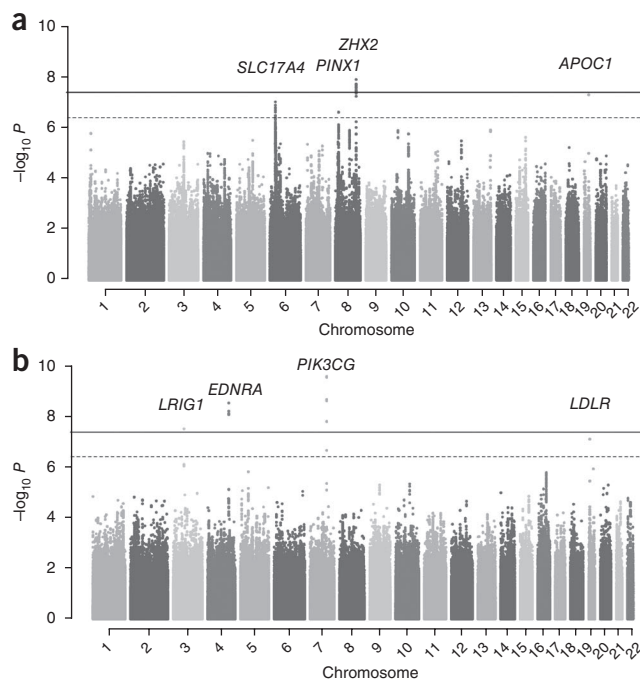 a
10
ZHX2
SLC17A4 PINX1 APOC1
8
6
4
2
0
–log10 P
1 2 3 4 5 6 7 8 9 10 11 12 13 14 15 16 17 18 19 20 21 22
Chromosome
b
10
PIK3CG
LRIG1 EDNRA LDLR
8
6
4
2
0
–log10 P
1 2 3 4 5 6 7 8 9 10 11 12 13 14 15 16 17 18 19 20 21 22
Chromosome